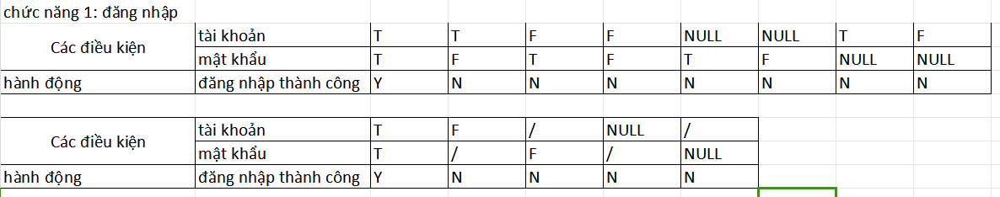 chức năng 1: đăng nhập
Các điều kiện tài khoản T T F F NULL NULL T F
mật khẩu T F T F T F NULL NULL
hành động đăng nhập thành công Y N N N N N N N
Các điều kiện tài khoản T F / NULL /
mật khẩu T / F / NULL
hành động đăng nhập thành công Y N N N N